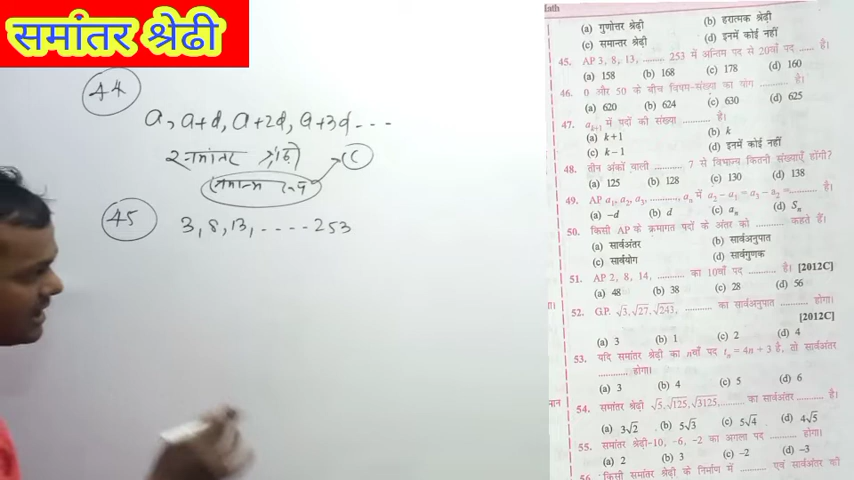 समांतर श्रेढी
44
a, a+d, a+2d, a+3d ---
समांतर श्रेढी
(c)
45
3, 8, 13, ----- 253
Math
(a) गुणोत्तर श्रेढ़ी (b) हरात्मक श्रेढ़ी
(c) समान्तर श्रेढ़ी (d) इनमें कोई नहीं
45. AP 3, 8, 13, ......... 253 में अन्तिम पद से 20वाँ पद ...... है।
(a) 158 (b) 168 (c) 178 (d) 160
46. 0 और 50 के बीच विषम-संख्या का योग ........... है।
(a) 620 (b) 624 (c) 630 (d) 625
47. a_{k+1} में पदों की संख्या ........... है।
(a) k + 1 (b) k
(c) k − 1 (d) इनमें कोई नहीं
48. तीन अंकों वाली .......... 7 से विभाज्य कितनी संख्याएँ होंगी?
(a) 125 (b) 128 (c) 130 (d) 138
49. AP a₁, a₂, a₃, .........., aₙ में a₂ − a₁ = a₃ − a₂ =.......... है।
(a) −d (b) d (c) aₙ (d) Sₙ
50. किसी AP के क्रमागत पदों के अंतर को .......... कहते हैं।
(a) सार्वअंतर (b) सार्वअनुपात
(c) सार्वयोग (d) सार्वगुणक
51. AP 2, 8, 14, .......... का 10वाँ पद .......... है। [2012C]
(a) 48 (b) 38 (c) 28 (d) 56
52. G.P. √3, √27, √243, .......... का सार्वअनुपात .......... होगा।
[2012C]
(a) 3 (b) 1 (c) 2 (d) 4
53. यदि समांतर श्रेढ़ी का nवाँ पद tₙ = 4n + 3 है, तो सार्वअंतर
............ होगा।
(a) 3 (b) 4 (c) 5 (d) 6
54. समांतर श्रेढ़ी √5, √125, √3125, ......... का सार्वअंतर .......... है।
(a) 3√2 (b) 5√3 (c) 5√4 (d) 4√5
55. समांतर श्रेढ़ी-10, -6, -2 का अगला पद .......... होगा।
(a) 2 (b) 3 (c) −2 (d) −3
56. किसी समांतर श्रेढ़ी के निर्माण में .......... एवं सार्वअंतर की